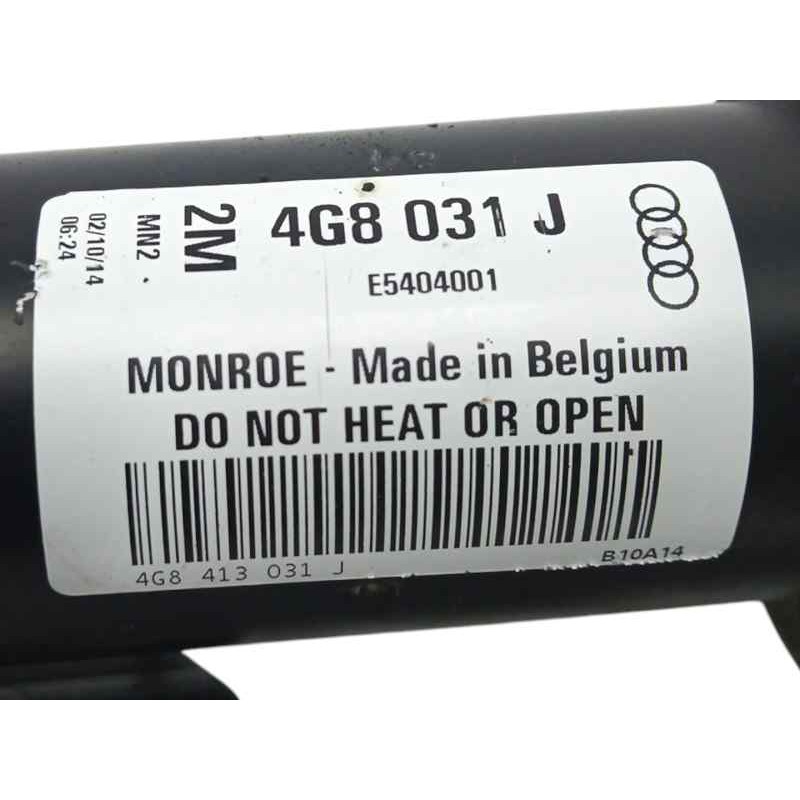 4G8 031 J
E5404001
MONROE - Made in Belgium
DO NOT HEAT OR OPEN
4G8 413 031 J
B10A14
2M
MN2
02/10/14
06:24